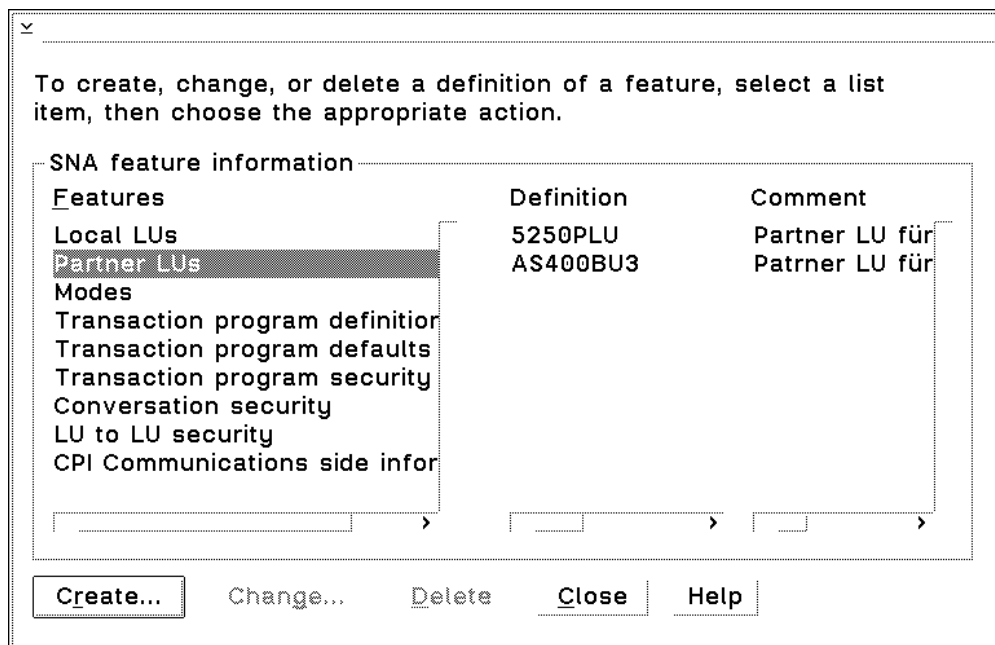 To create, change, or delete a definition of a feature, select a list
item, then choose the appropriate action.
SNA feature information
Features Definition Comment
Local LUs 5250PLU Partner LU für
Partner LUs AS400BU3 Patrner LU für
Modes
Transaction program definition
Transaction program defaults
Transaction program security
Conversation security
LU to LU security
CPI Communications side infor
Create... Change... Delete Close Help